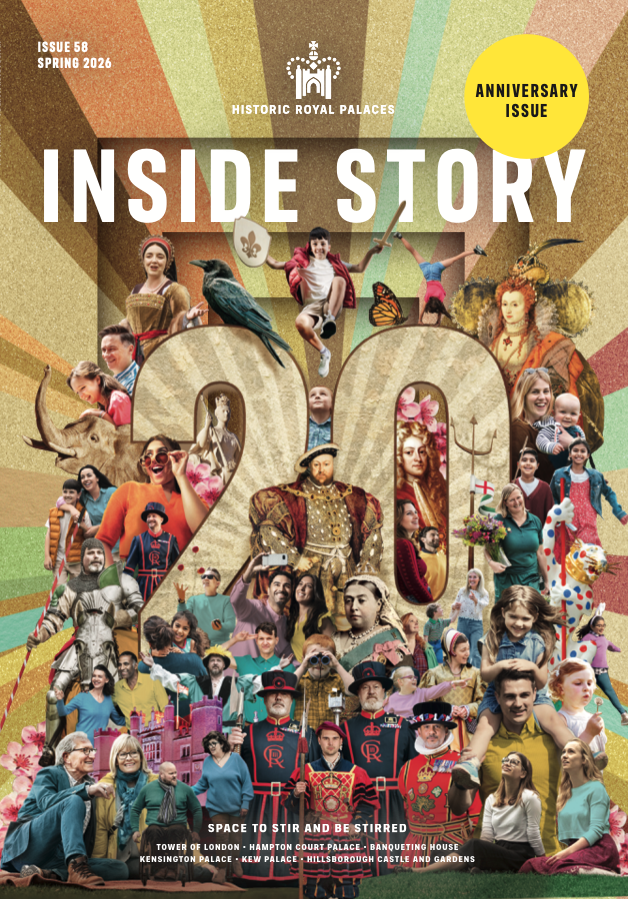 ISSUE 58
SPRING 2026
HISTORIC ROYAL PALACES
ANNIVERSARY
ISSUE
INSIDE STORY
20
SPACE TO STIR AND BE STIRRED
TOWER OF LONDON • HAMPTON COURT PALACE • BANQUETING HOUSE
KENSINGTON PALACE • KEW PALACE • HILLSBOROUGH CASTLE AND GARDENS